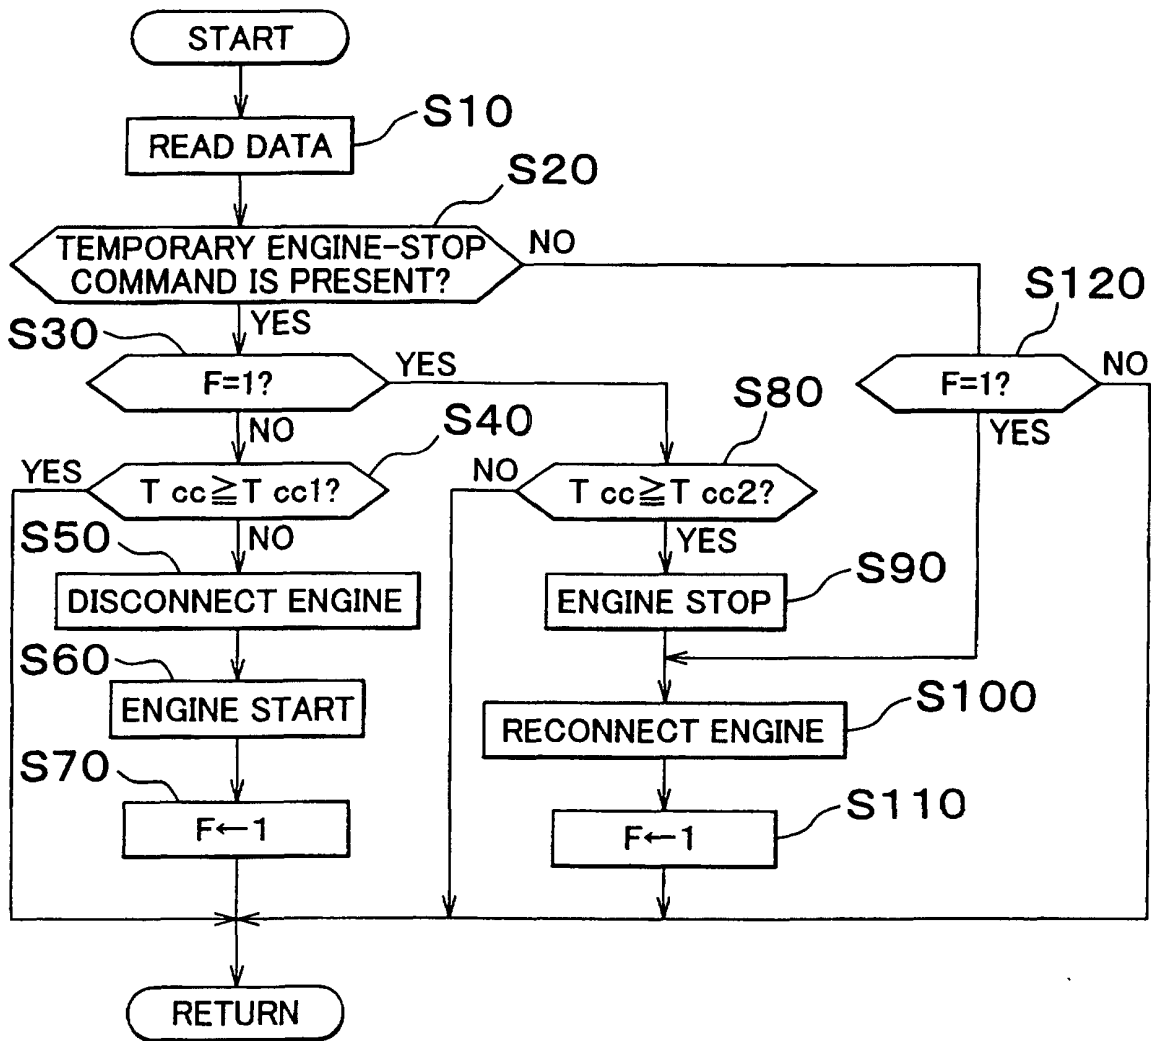 START
S10
READ DATA
S20
TEMPORARY ENGINE-STOP
COMMAND IS PRESENT?
NO
YES
S30
F=1?
YES
S120
F=1?
NO
YES
NO
S40
YES
T cc≧T cc1?
NO
S80
NO
T cc≧T cc2?
YES
S50
DISCONNECT ENGINE
S90
ENGINE STOP
S60
ENGINE START
S100
RECONNECT ENGINE
S70
F←1
S110
F←1
RETURN